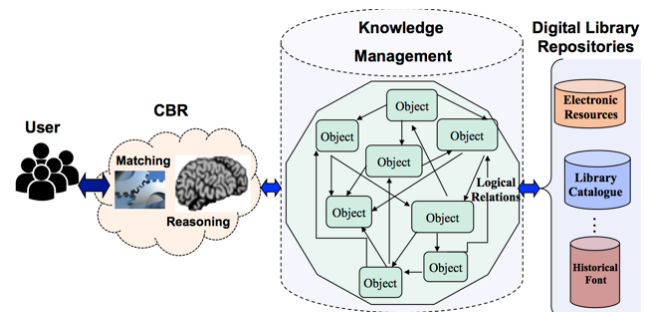 User
CBR
Matching
Reasoning
Knowledge
Management
Object
Object
Object
Object
Object
Object
Object
Object
Logical
Relations
Digital Library
Repositories
Electronic
Resources
Library
Catalogue
Historical
Font